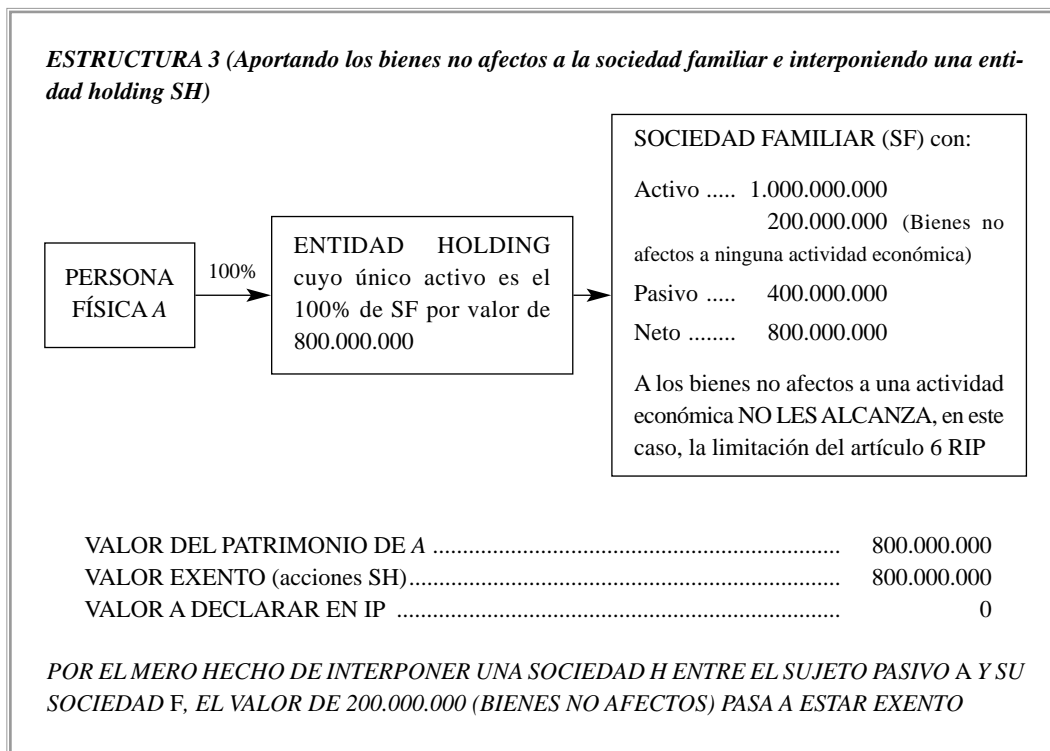 ESTRUCTURA 3 (Aportando los bienes no afectos a la sociedad familiar e interponiendo una enti-
dad holding SH)
PERSONA
FÍSICA A
100%
ENTIDAD HOLDING
cuyo único activo es el
100% de SF por valor de
800.000.000
SOCIEDAD FAMILIAR (SF) con:
Activo ..... 1.000.000.000
200.000.000 (Bienes no
afectos a ninguna actividad económica)
Pasivo ..... 400.000.000
Neto ........ 800.000.000
A los bienes no afectos a una actividad
económica NO LES ALCANZA, en este
caso, la limitación del artículo 6 RIP
VALOR DEL PATRIMONIO DE A .......................................................................... 800.000.000
VALOR EXENTO (acciones SH).............................................................................. 800.000.000
VALOR A DECLARAR EN IP ................................................................................ 0
POR EL MERO HECHO DE INTERPONER UNA SOCIEDAD H ENTRE EL SUJETO PASIVO A Y SU
SOCIEDAD F, EL VALOR DE 200.000.000 (BIENES NO AFECTOS) PASA A ESTAR EXENTO